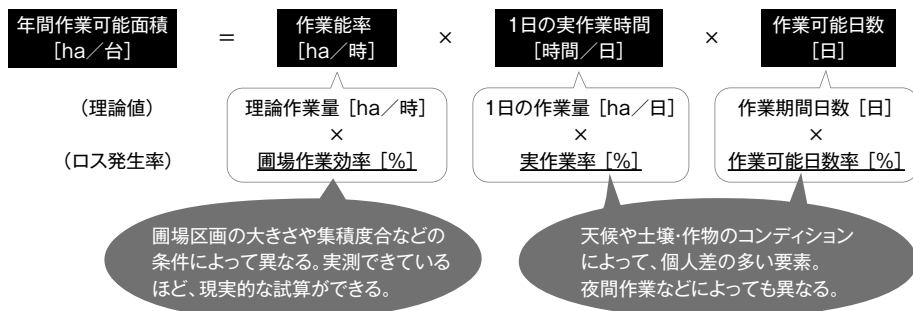 年間作業可能面積
[ha/台]
=
作業能率
[ha/時]
×
1日の実作業時間
[時間/日]
×
作業可能日数
[日]
(理論値)
理論作業量 [ha/時]
1日の作業量 [ha/日]
作業期間日数 [日]
×
×
×
(ロス発生率)
圃場作業効率 [%]
実作業率 [%]
作業可能日数率 [%]
圃場区画の大きさや集積度合などの
条件によって異なる。実測できている
ほど、現実的な試算ができる。
天候や土壌·作物のコンディション
によって、個人差の多い要素。
夜間作業などによっても異なる。